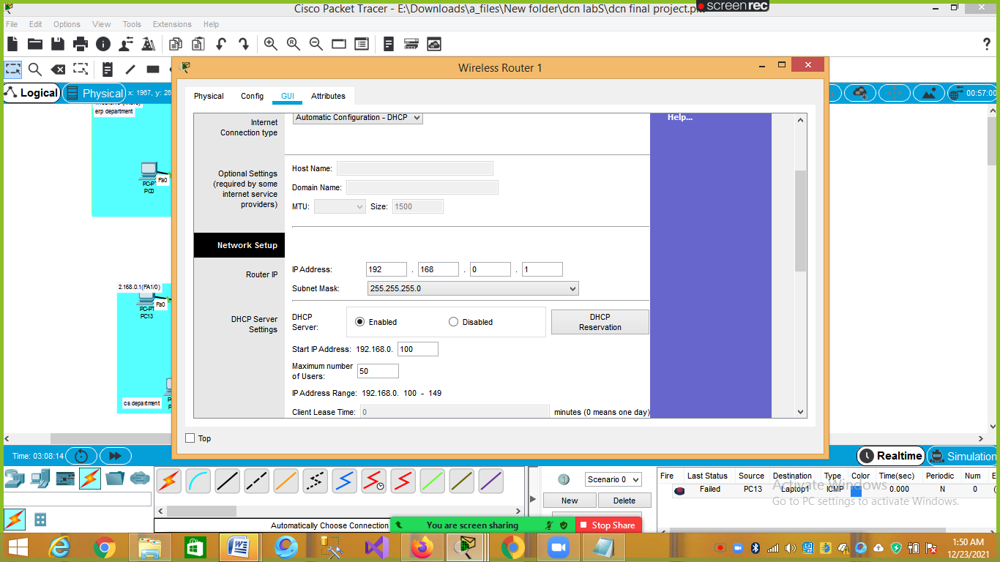 Cisco Packet Tracer - E:\Downloads\a_files\New folder\dcn labS\dcn final project.pkt
screenrec
File Edit Options View Tools Extensions Help
Wireless Router 1
Logical
Physical
x: 1967, y: 26
00:57:00
Physical Config GUI Attributes
erp department
Internet
Connection type
Automatic Configuration - DHCP
Help...
Optional Settings
(required by some
internet service
providers)
Host Name:
Domain Name:
MTU: Size: 1500
Fa0
PC-PT
PC0
Network Setup
Router IP
IP Address: 192 . 168 . 0 . 1
Subnet Mask: 255.255.255.0
2.168.0.1(FA1/0)
Fa0
PC-PT
PC13
DHCP Server
Settings
DHCP
Server:
Enabled Disabled
DHCP
Reservation
Start IP Address: 192.168.0. 100
Maximum number
of Users: 50
IP Address Range: 192.168.0. 100 - 149
Client Lease Time: 0 minutes (0 means one day)
cs department
Top
Time: 03:08:14
Realtime
Simulation
Scenario 0
New Delete
Fire Last Status Source Destination Type Color Time(sec) Periodic Num E
Failed PC13 Laptop1 ICMP 0.000 N 0 (
Activate Windows
Go to PC settings to activate Windows.
Automatically Choose Connection
You are screen sharing
Stop Share
1:50 AM
12/23/2021